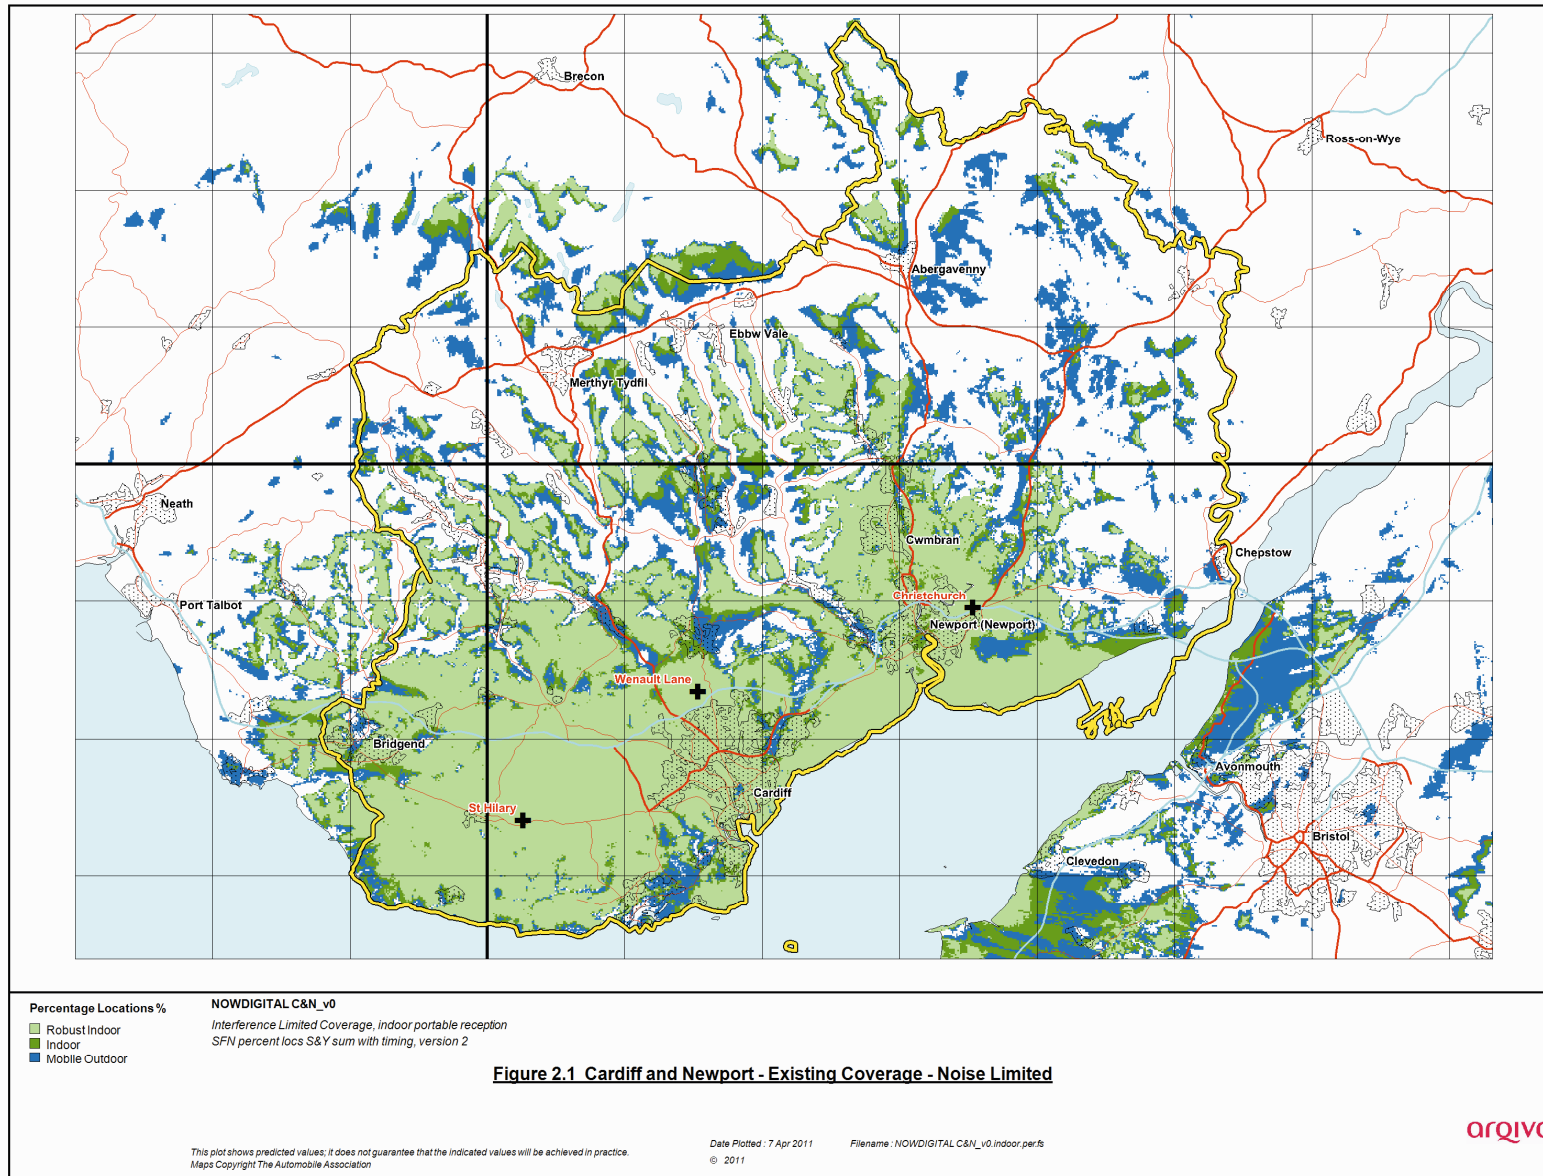 Brecon
Ross-on-Wye
Abergavenny
Ebbw Vale
Merthyr Tydfil
Neath
Cwmbran
Chepstow
Christchurch
Port Talbot
Newport (Newport)
Wenault Lane
Bridgend
Avonmouth
Cardiff
St Hilary
Bristol
Clevedon
Percentage Locations %
Robust Indoor
Indoor
Mobile Outdoor
NOWDIGITAL C&N_v0
Interference Limited Coverage, indoor portable reception
SFN percent locs S&Y sum with timing, version 2
Figure 2.1 Cardiff and Newport - Existing Coverage - Noise Limited
arqiva
This plot shows predicted values; it does not guarantee that the indicated values will be achieved in practice.
Maps Copyright The Automobile Association
Date Plotted : 7 Apr 2011
Filename : NOWDIGITAL C&N_v0.indoor.per.fs
© 2011